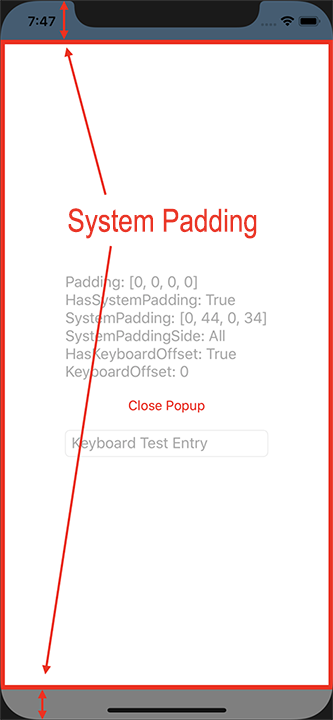 7:47
System Padding
Padding: [0, 0, 0, 0]
HasSystemPadding: True
SystemPadding: [0, 44, 0, 34]
SystemPaddingSide: All
HasKeyboardOffset: True
KeyboardOffset: 0
Close Popup
Keyboard Test Entry